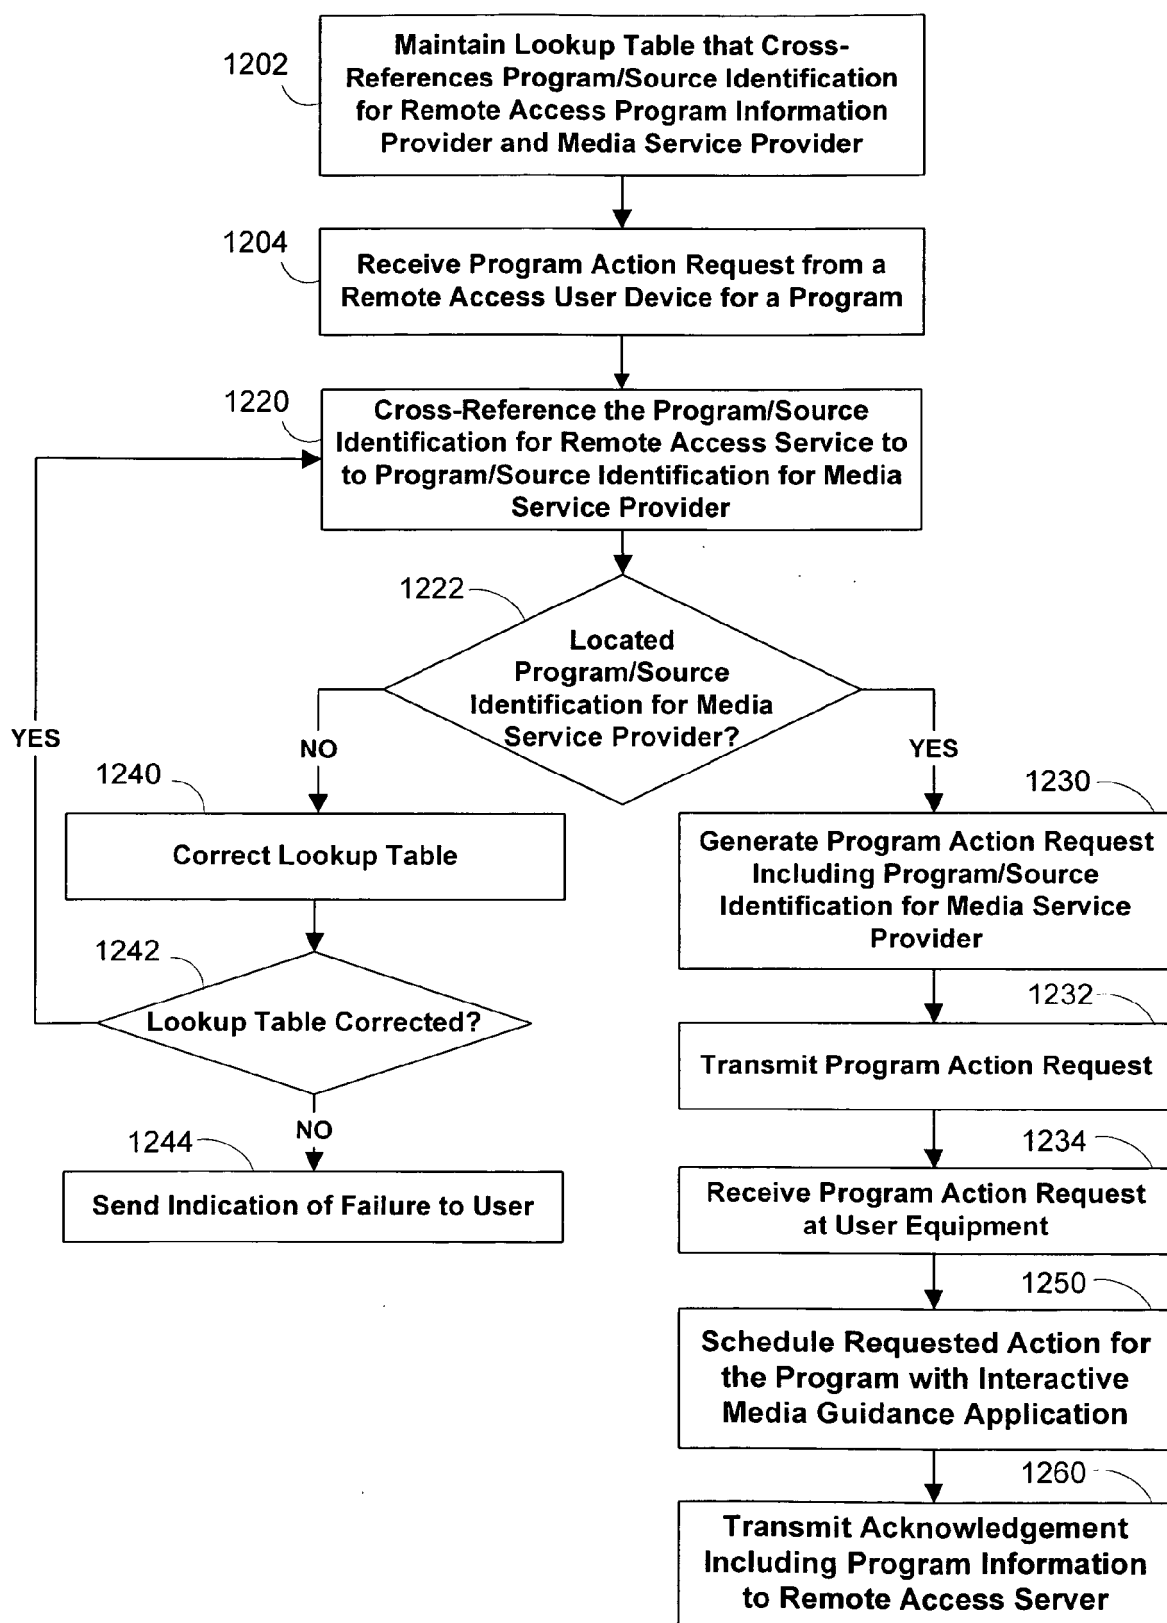 1202
Maintain Lookup Table that Cross-
References Program/Source Identification
for Remote Access Program Information
Provider and Media Service Provider
1204
Receive Program Action Request from a
Remote Access User Device for a Program
1220
Cross-Reference the Program/Source
Identification for Remote Access Service to
to Program/Source Identification for Media
Service Provider
1222
Located
Program/Source
Identification for Media
Service Provider?
YES
NO
YES
1240
Correct Lookup Table
1242
Lookup Table Corrected?
NO
1244
Send Indication of Failure to User
1230
Generate Program Action Request
Including Program/Source
Identification for Media Service
Provider
1232
Transmit Program Action Request
1234
Receive Program Action Request
at User Equipment
1250
Schedule Requested Action for
the Program with Interactive
Media Guidance Application
1260
Transmit Acknowledgement
Including Program Information
to Remote Access Server